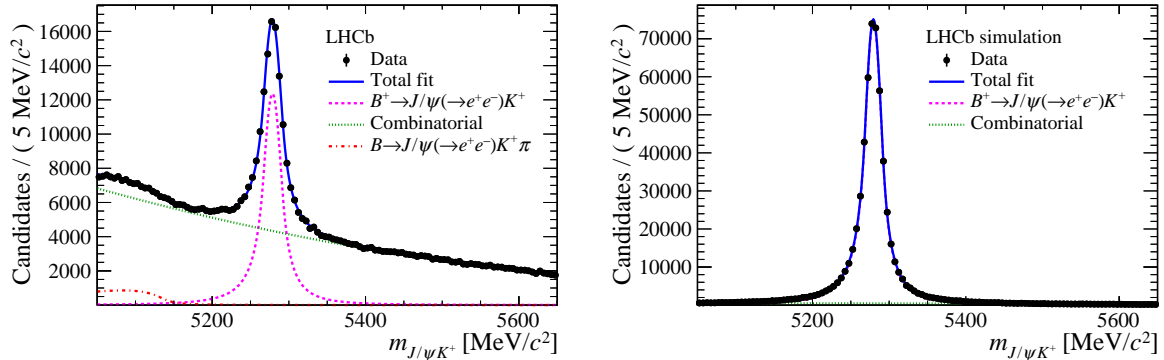 16000
14000
12000
10000
8000
6000
4000
2000
Candidates / ( 5 MeV/c²)
LHCb
Data
Total fit
B⁺→J/ψ(→e⁺e⁻)K⁺
Combinatorial
B→J/ψ(→e⁺e⁻)K⁺π
5200 5400 5600
m_{J/ψK⁺} [MeV/c²]
70000
60000
50000
40000
30000
20000
10000
Candidates / ( 5 MeV/c²)
LHCb simulation
Data
Total fit
B⁺→J/ψ(→e⁺e⁻)K⁺
Combinatorial
5200 5400 5600
m_{J/ψK⁺} [MeV/c²]